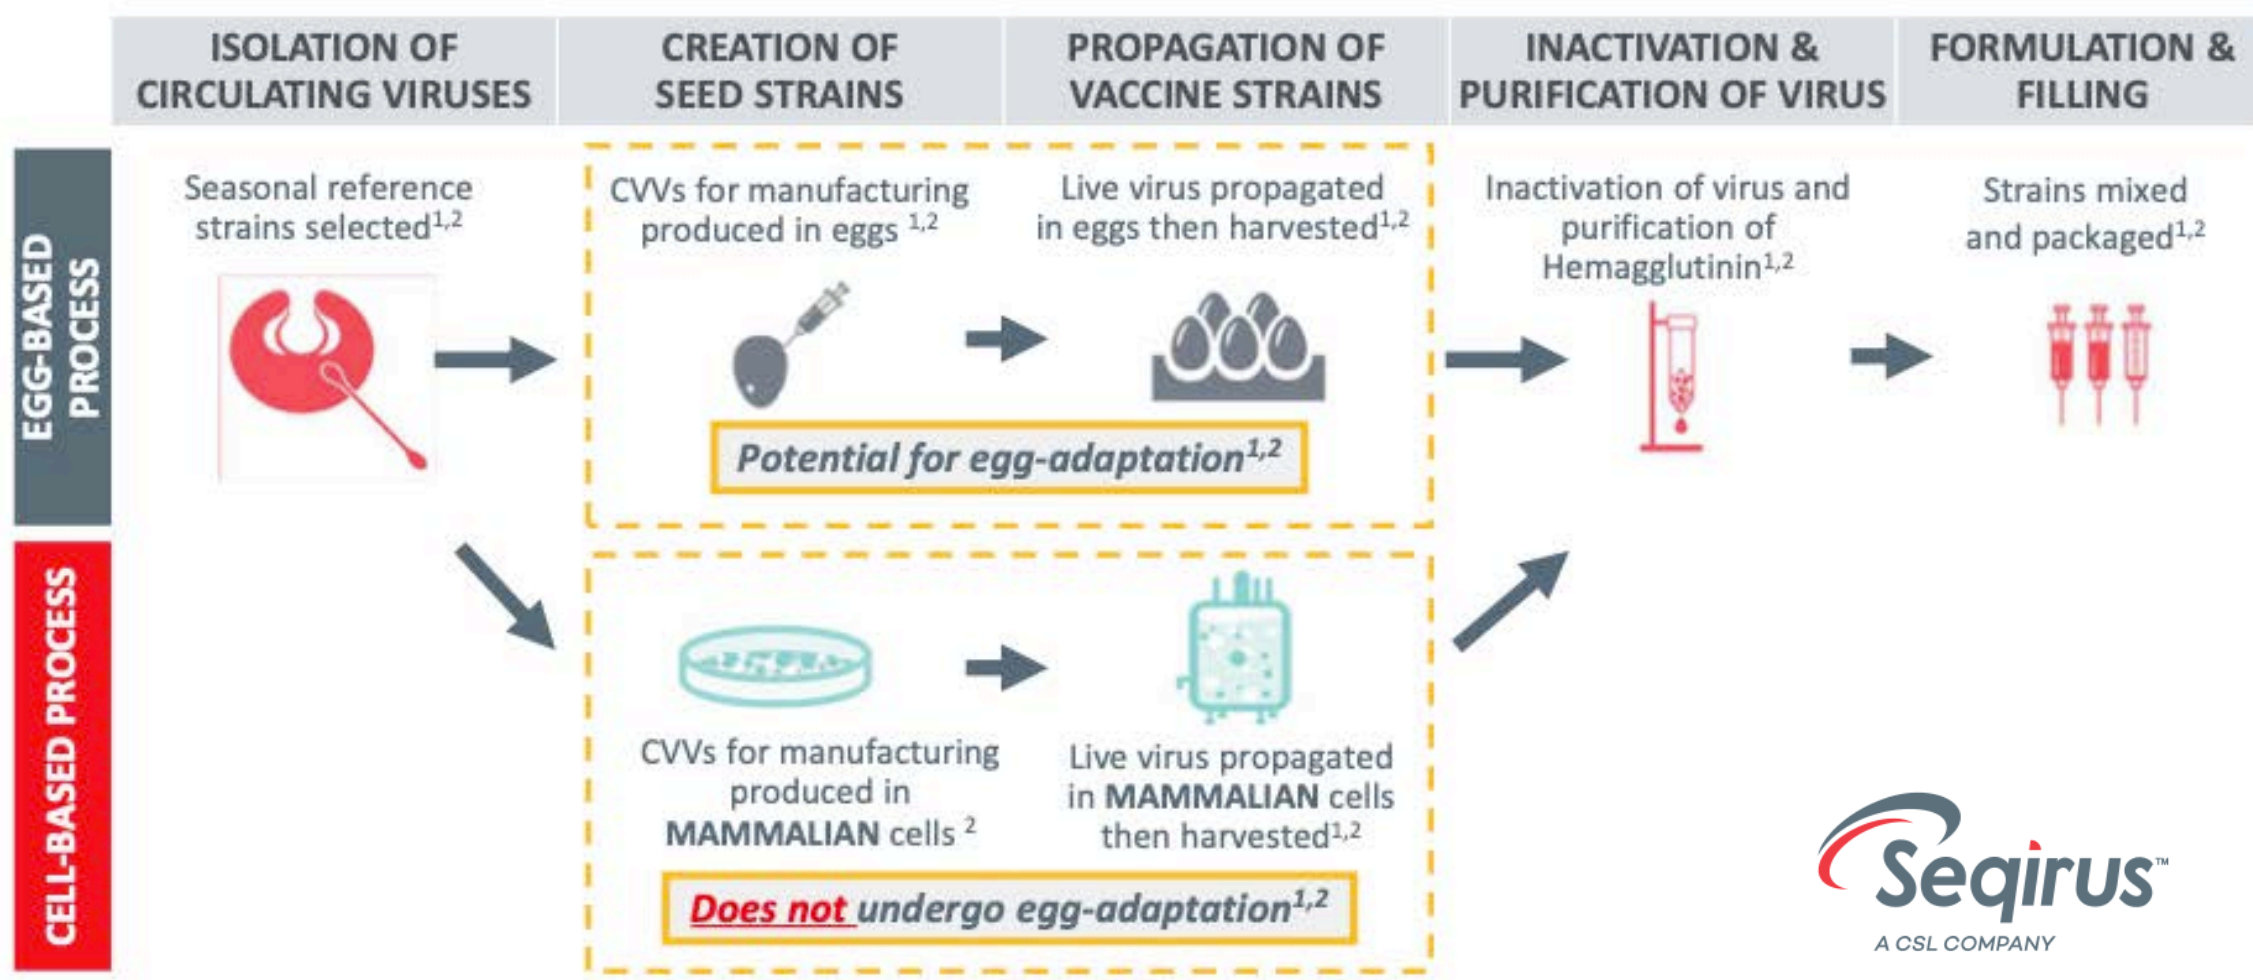 ISOLATION OF
CIRCULATING VIRUSES
CREATION OF
SEED STRAINS
PROPAGATION OF
VACCINE STRAINS
INACTIVATION &
PURIFICATION OF VIRUS
FORMULATION &
FILLING
EGG-BASED
PROCESS
Seasonal reference
strains selected1,2
CVVs for manufacturing
produced in eggs 1,2
Live virus propagated
in eggs then harvested1,2
Inactivation of virus and
purification of
Hemagglutinin1,2
Strains mixed
and packaged1,2
Potential for egg-adaptation1,2
CELL-BASED PROCESS
CVVs for manufacturing
produced in
MAMMALIAN cells 2
Live virus propagated
in MAMMALIAN cells
then harvested1,2
Does not undergo egg-adaptation1,2
Seqirus™
A CSL COMPANY